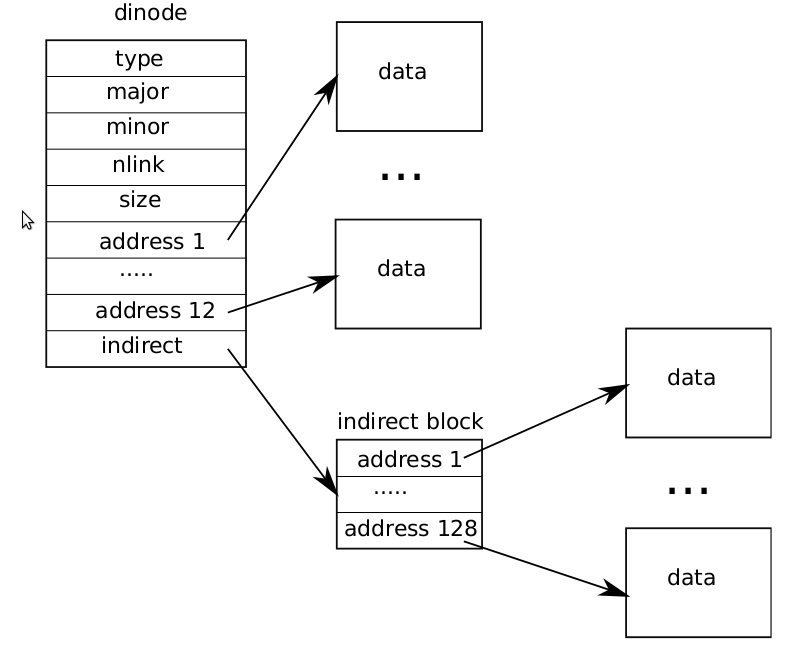 dinode
type
major
minor
nlink
size
address 1
.....
address 12
indirect
data
...
data
indirect block
address 1
.....
address 128
data
...
data